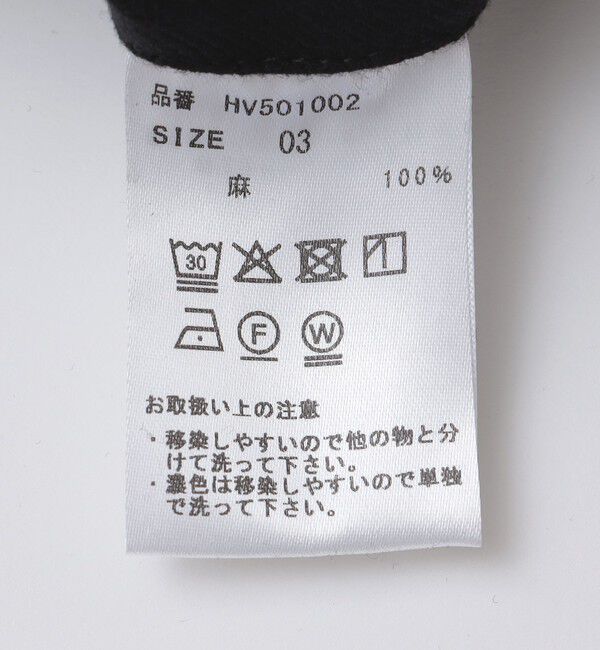 品番 HV501002
SIZE 03
麻 100%
30
F W
お取扱い上の注意
・移染しやすいので他の物と分
けて洗って下さい。
・濃色は移染しやすいので単独
で洗って下さい。